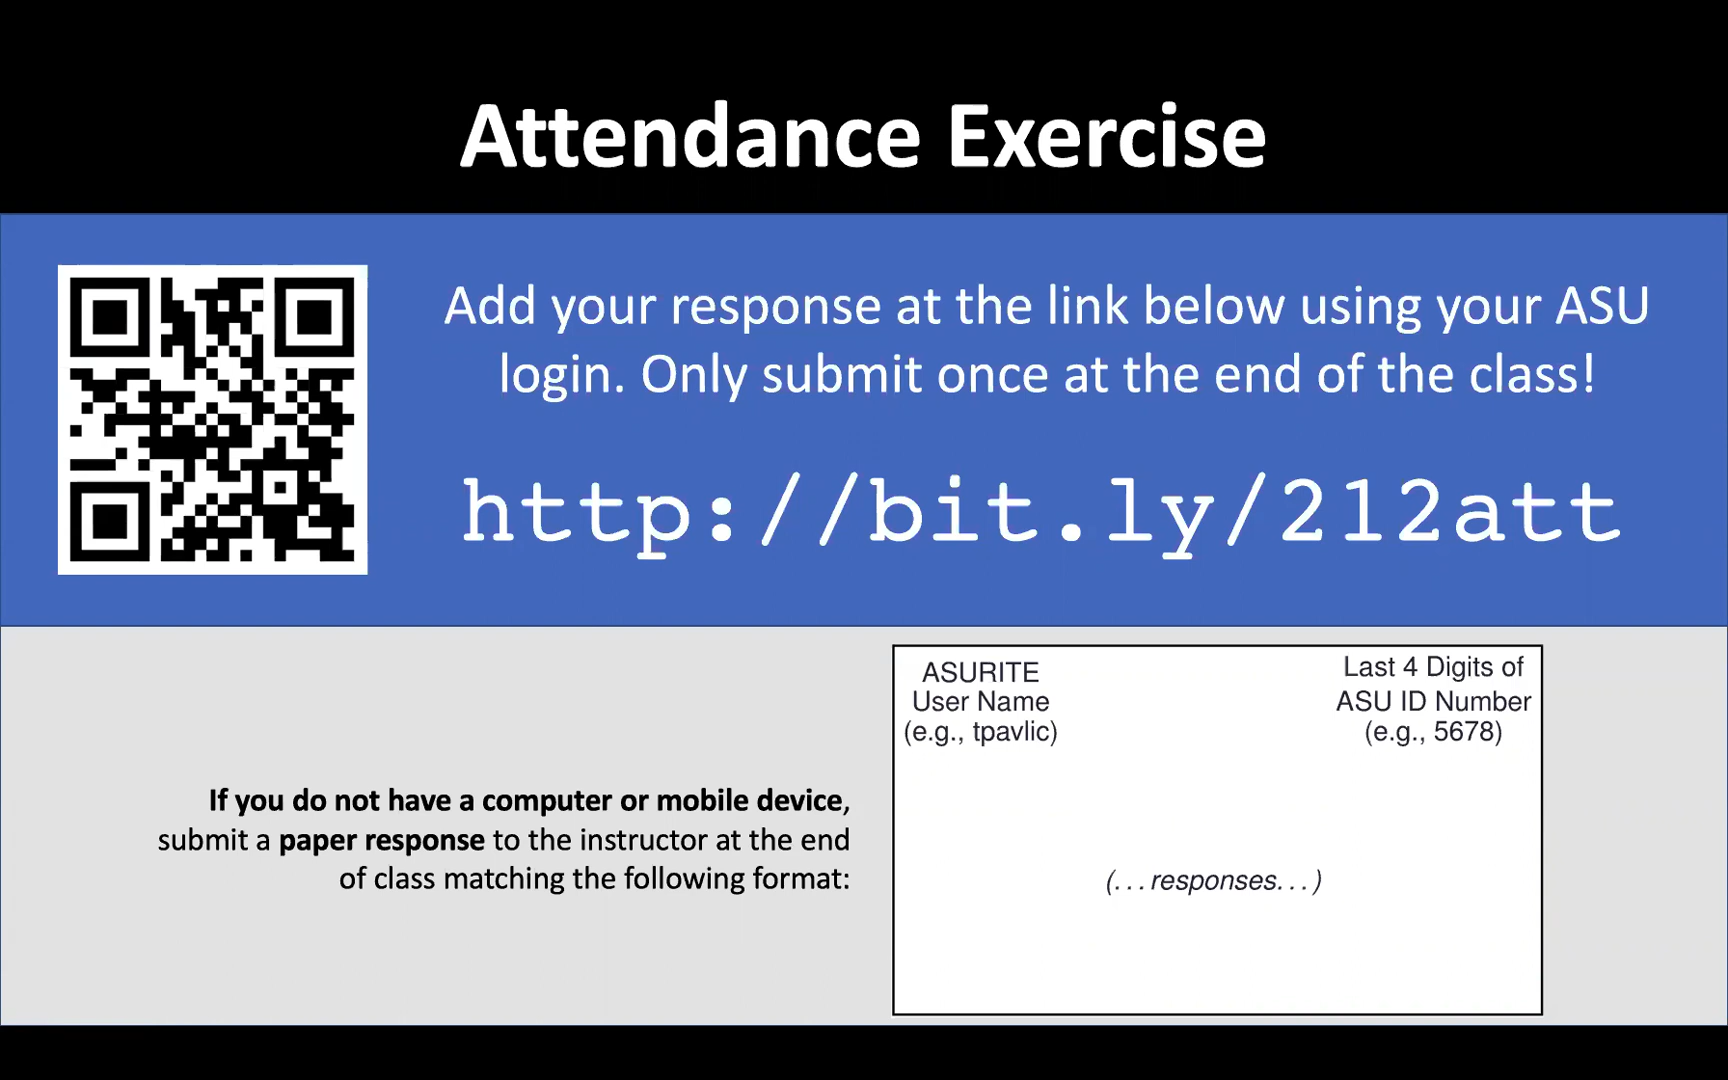 Attendance Exercise
Add your response at the link below using your ASU
login. Only submit once at the end of the class!
http://bit.ly/212att
If you do not have a computer or mobile device,
submit a paper response to the instructor at the end
of class matching the following format:
ASURITE
User Name
(e.g., tpavlic)
Last 4 Digits of
ASU ID Number
(e.g., 5678)
(...responses...)